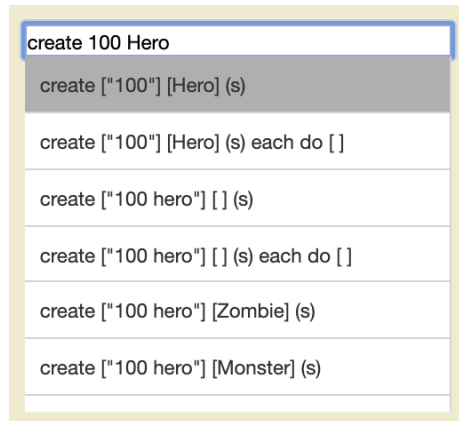 create 100 Hero
create ["100"] [Hero] (s)
create ["100"] [Hero] (s) each do [ ]
create ["100 hero"] [ ] (s)
create ["100 hero"] [ ] (s) each do [ ]
create ["100 hero"] [Zombie] (s)
create ["100 hero"] [Monster] (s)